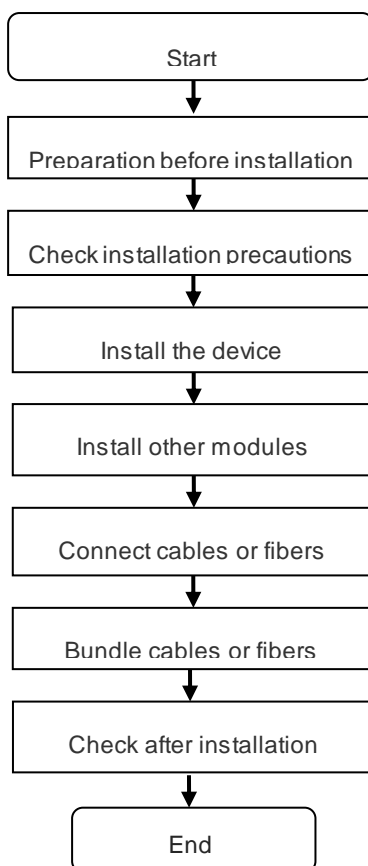 Start
Preparation before installation
Check installation precautions
Install the device
Install other modules
Connect cables or fibers
Bundle cables or fibers
Check after installation
End